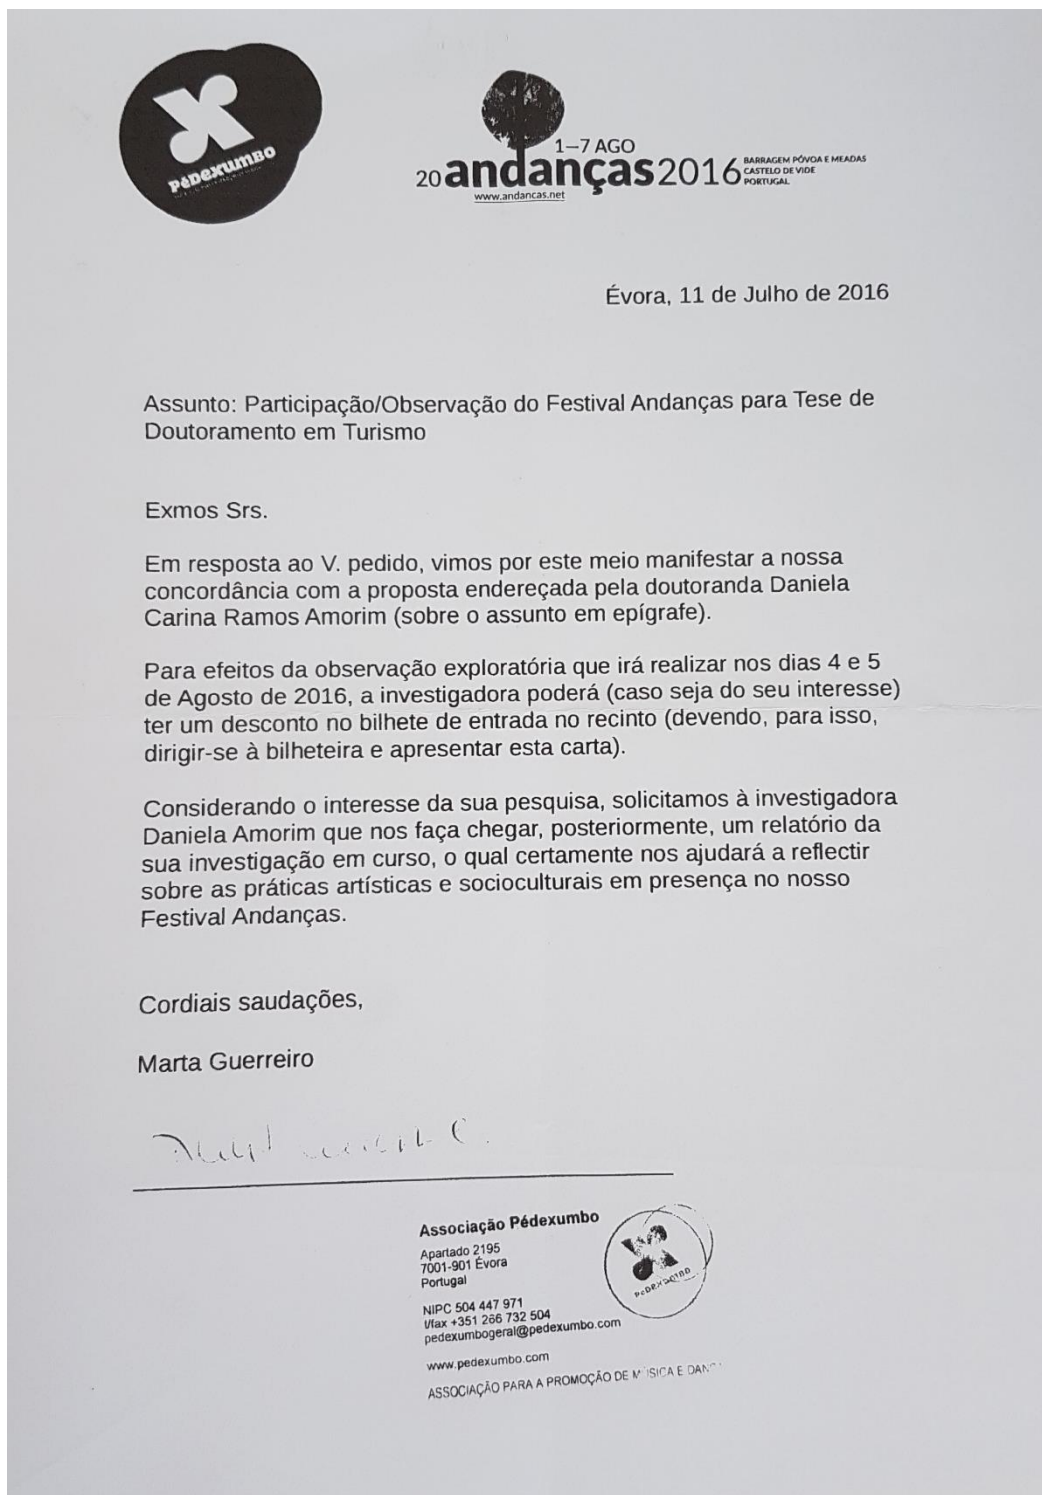 PéDexumBO
1–7 AGO
20 andanças 2016
BARRAGEM PÓVOA E MEADAS
CASTELO DE VIDE
PORTUGAL
www.andancas.net
Évora, 11 de Julho de 2016
Assunto: Participação/Observação do Festival Andanças para Tese de
Doutoramento em Turismo
Exmos Srs.
Em resposta ao V. pedido, vimos por este meio manifestar a nossa
concordância com a proposta endereçada pela doutoranda Daniela
Carina Ramos Amorim (sobre o assunto em epígrafe).
Para efeitos da observação exploratória que irá realizar nos dias 4 e 5
de Agosto de 2016, a investigadora poderá (caso seja do seu interesse)
ter um desconto no bilhete de entrada no recinto (devendo, para isso,
dirigir-se à bilheteira e apresentar esta carta).
Considerando o interesse da sua pesquisa, solicitamos à investigadora
Daniela Amorim que nos faça chegar, posteriormente, um relatório da
sua investigação em curso, o qual certamente nos ajudará a reflectir
sobre as práticas artísticas e socioculturais em presença no nosso
Festival Andanças.
Cordiais saudações,
Marta Guerreiro
Associação Pédexumbo
Apartado 2195
7001-901 Évora
Portugal
NIPC 504 447 971
t/fax +351 266 732 504
pedexumbogeral@pedexumbo.com
www.pedexumbo.com
ASSOCIAÇÃO PARA A PROMOÇÃO DE MÚSICA E
PéDexumBO